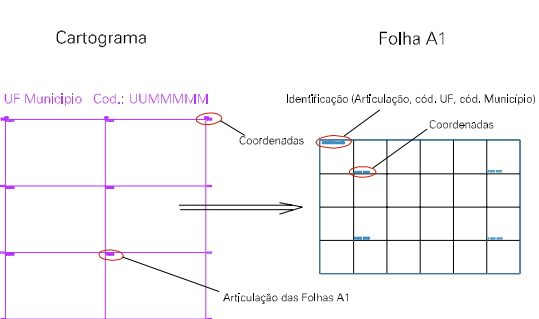 Cartograma
Folha A1
UF Municipio Cod.: UUMMMMM
Identificação (Articulação, cód. UF, cód. Município)
Coordenadas
Coordenadas
Articulação das Folhas A1